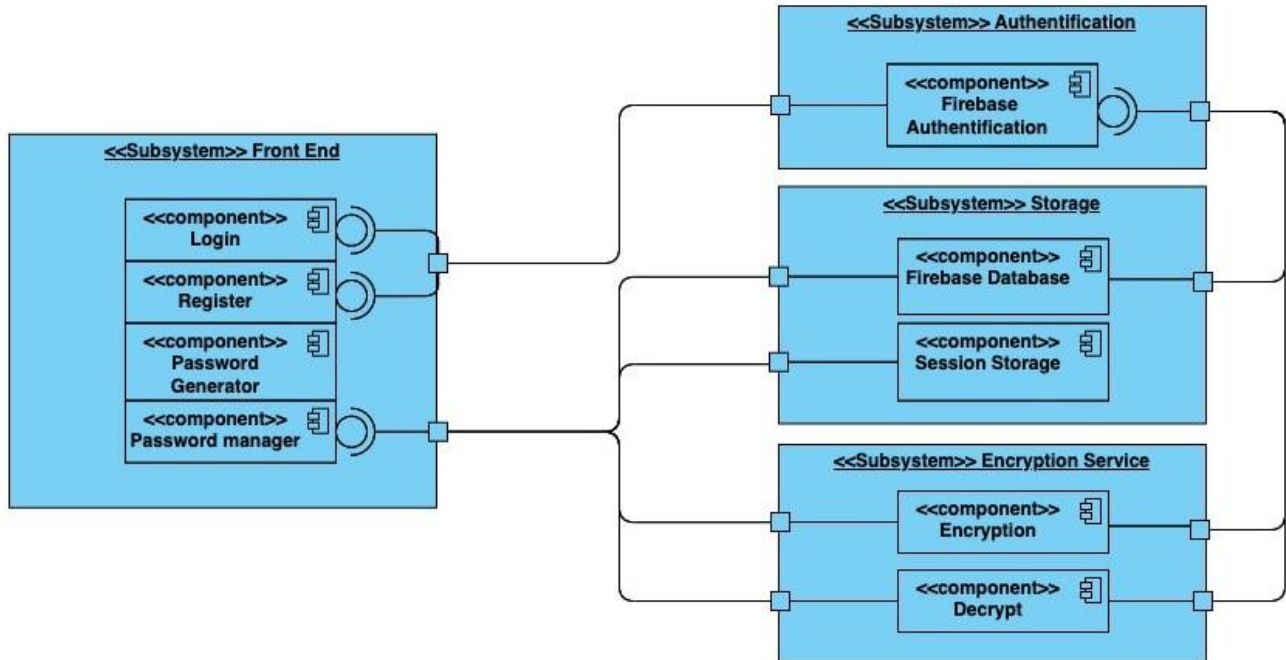 <<Subsystem>> Front End
<<component>>
Login
<<component>>
Register
<<component>>
Password
Generator
<<component>>
Password manager
<<Subsystem>> Authentification
<<component>>
Firebase
Authentification
<<Subsystem>> Storage
<<component>>
Firebase Database
<<component>>
Session Storage
<<Subsystem>> Encryption Service
<<component>>
Encryption
<<component>>
Decrypt